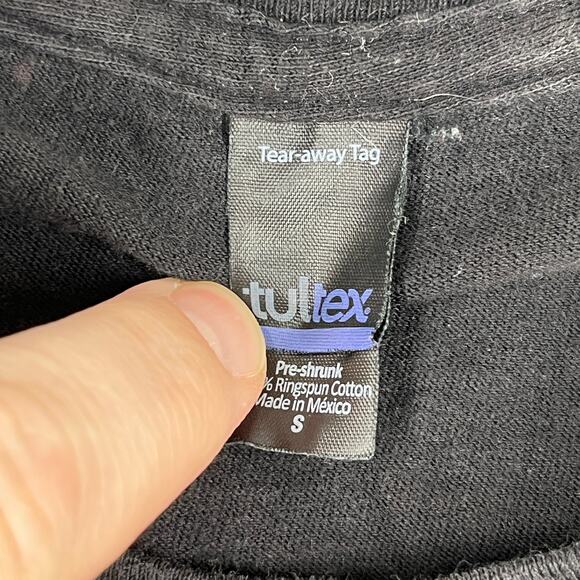 Tear-away Tag
tultex
Pre-shrunk
% Ringspun Cotton
Made in México
S